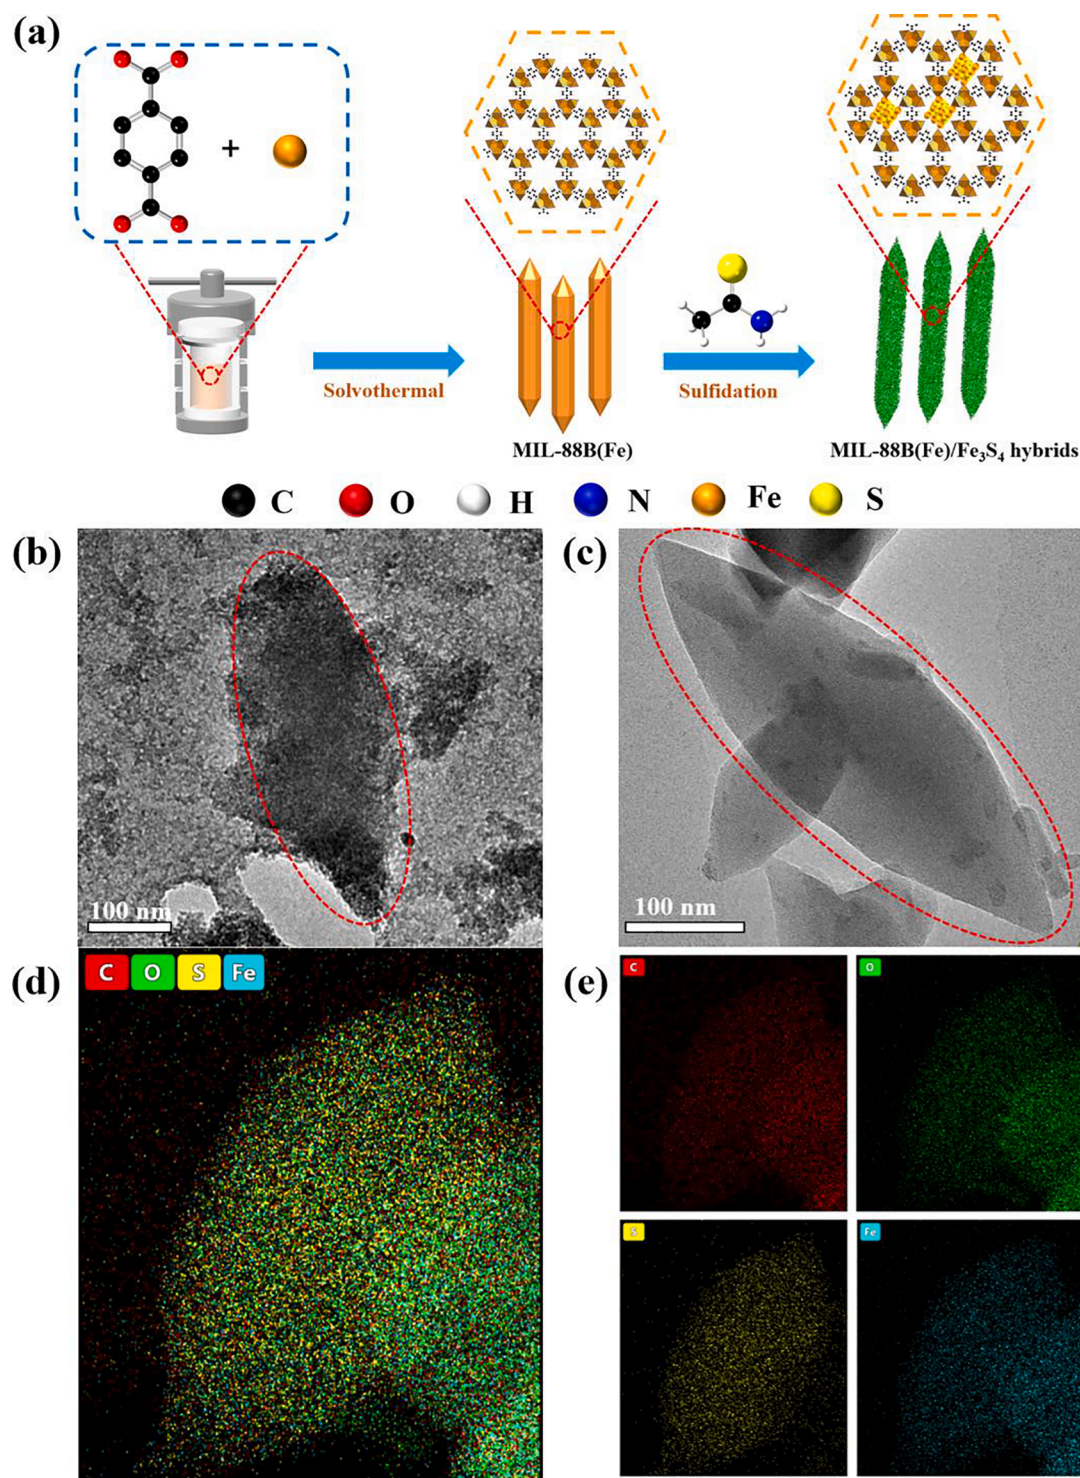 (a)
+
Solvothermal
Sulfidation
MIL-88B(Fe)
MIL-88B(Fe)/Fe₃S₄ hybrids
C O H N Fe S
(b)
100 nm
(c)
100 nm
(d)
C O S Fe
(e)
C
O
S
Fe